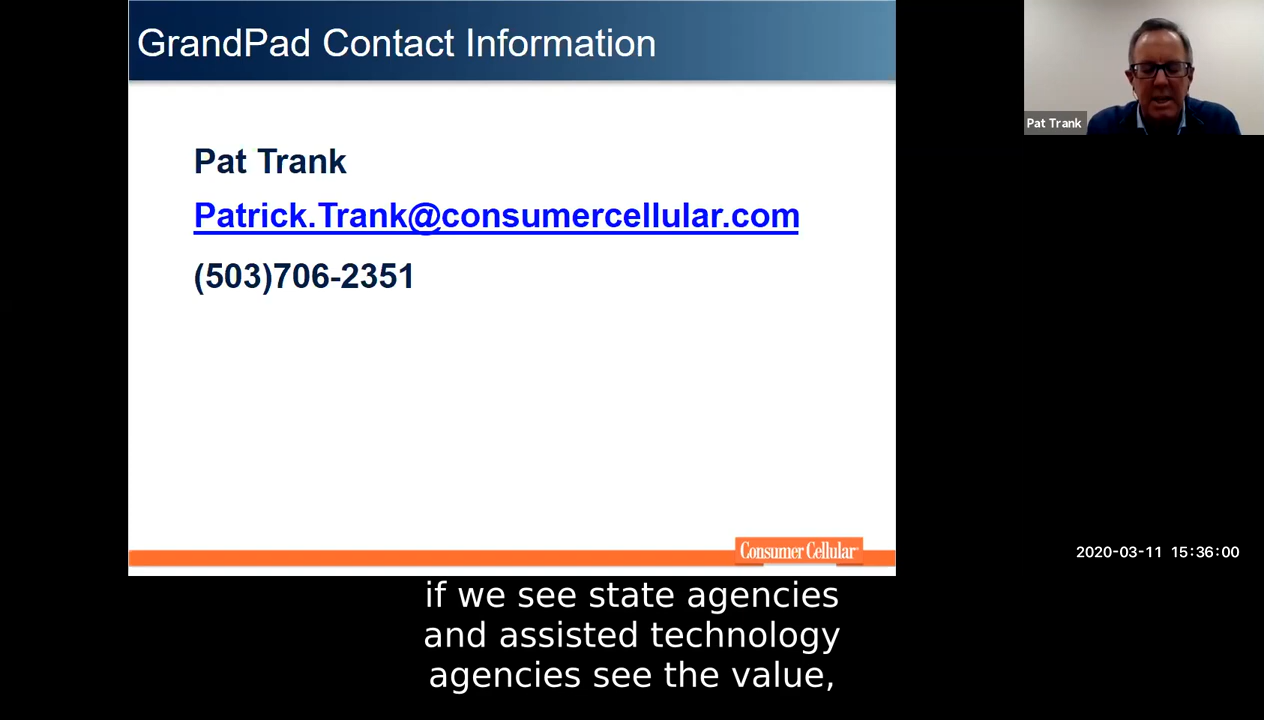 GrandPad Contact Information
Pat Trank
Pat Trank
Patrick.Trank@consumercellular.com
(503)706-2351
Consumer Cellular
2020-03-11 15:36:00
if we see state agencies
and assisted technology
agencies see the value,